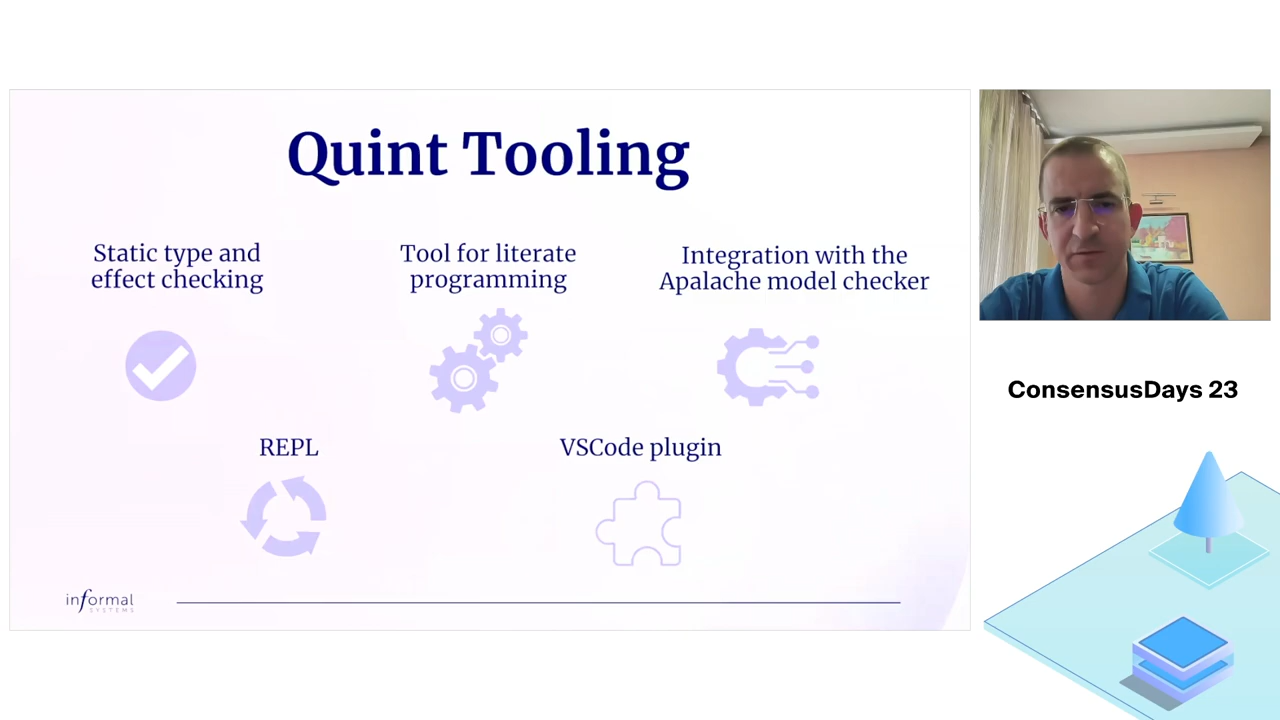 Quint Tooling
Static type and
effect checking
Tool for literate
programming
Integration with the
Apalache model checker
REPL
VSCode plugin
informal
SYSTEMS
ConsensusDays 23